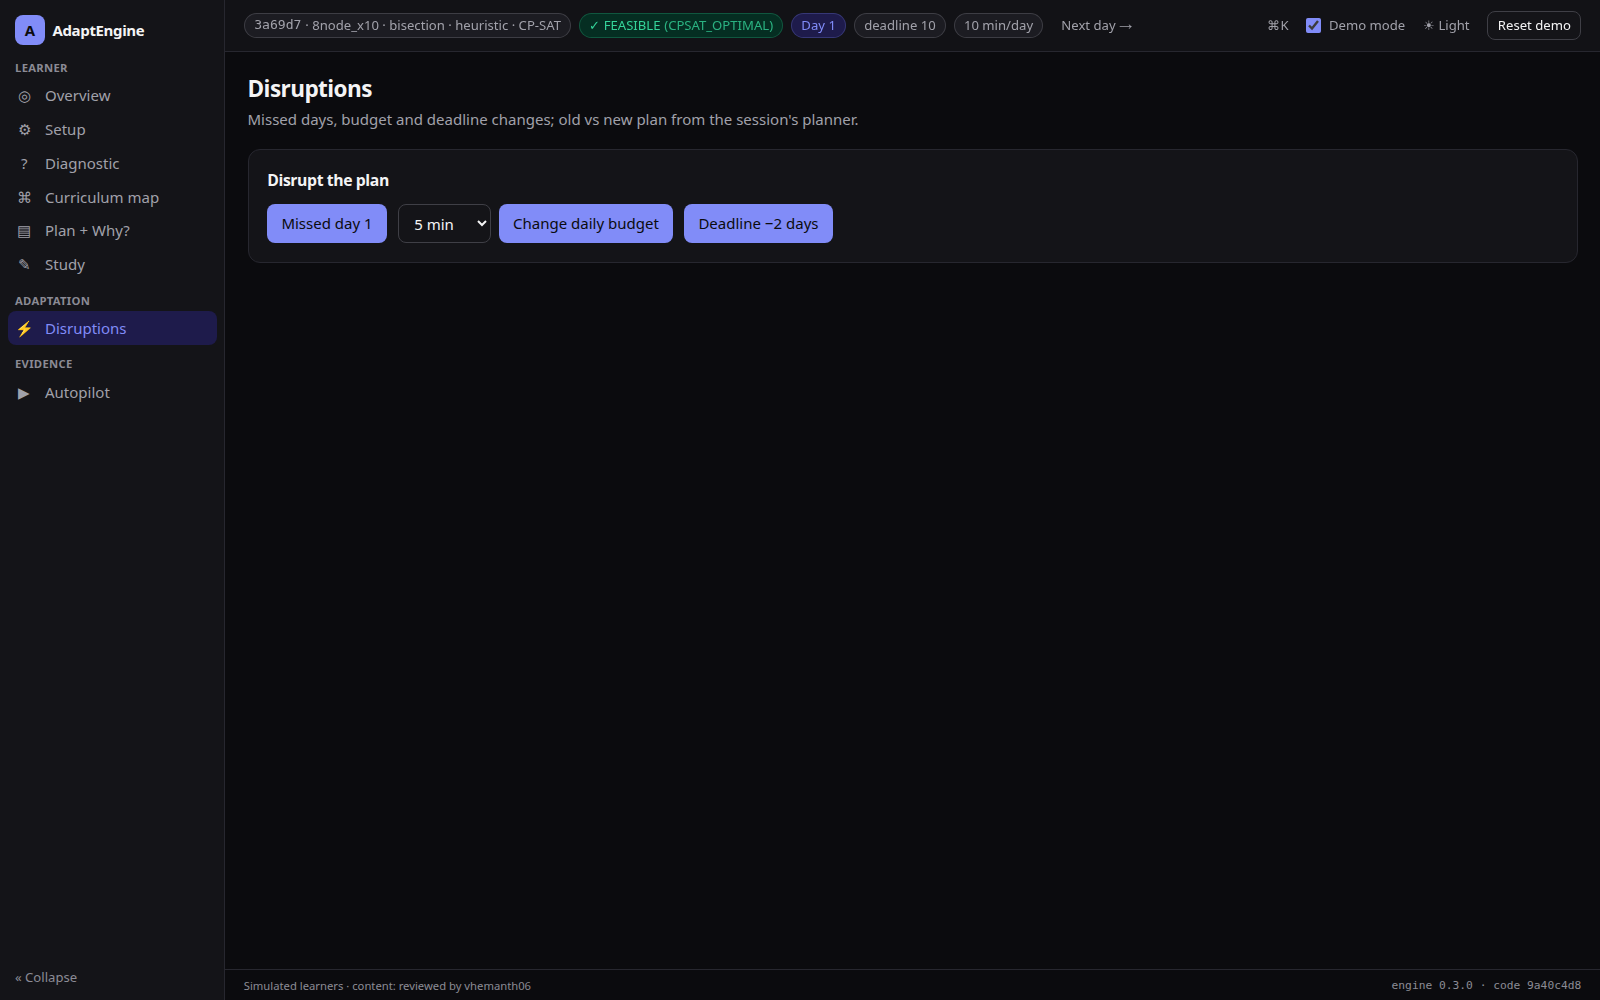 A AdaptEngine
LEARNER
◎ Overview
⚙ Setup
? Diagnostic
⌘ Curriculum map
▤ Plan + Why?
✎ Study
ADAPTATION
⚡ Disruptions
EVIDENCE
▶ Autopilot
« Collapse
3a69d7 · 8node_x10 · bisection · heuristic · CP-SAT ✓ FEASIBLE (CPSAT_OPTIMAL) Day 1 deadline 10 10 min/day Next day → ⌘K Demo mode ☀ Light Reset demo
Disruptions
Missed days, budget and deadline changes; old vs new plan from the session's planner.
Disrupt the plan
Missed day 1 5 min Change daily budget Deadline −2 days
Simulated learners · content: reviewed by vhemanth06 engine 0.3.0 · code 9a40c4d8